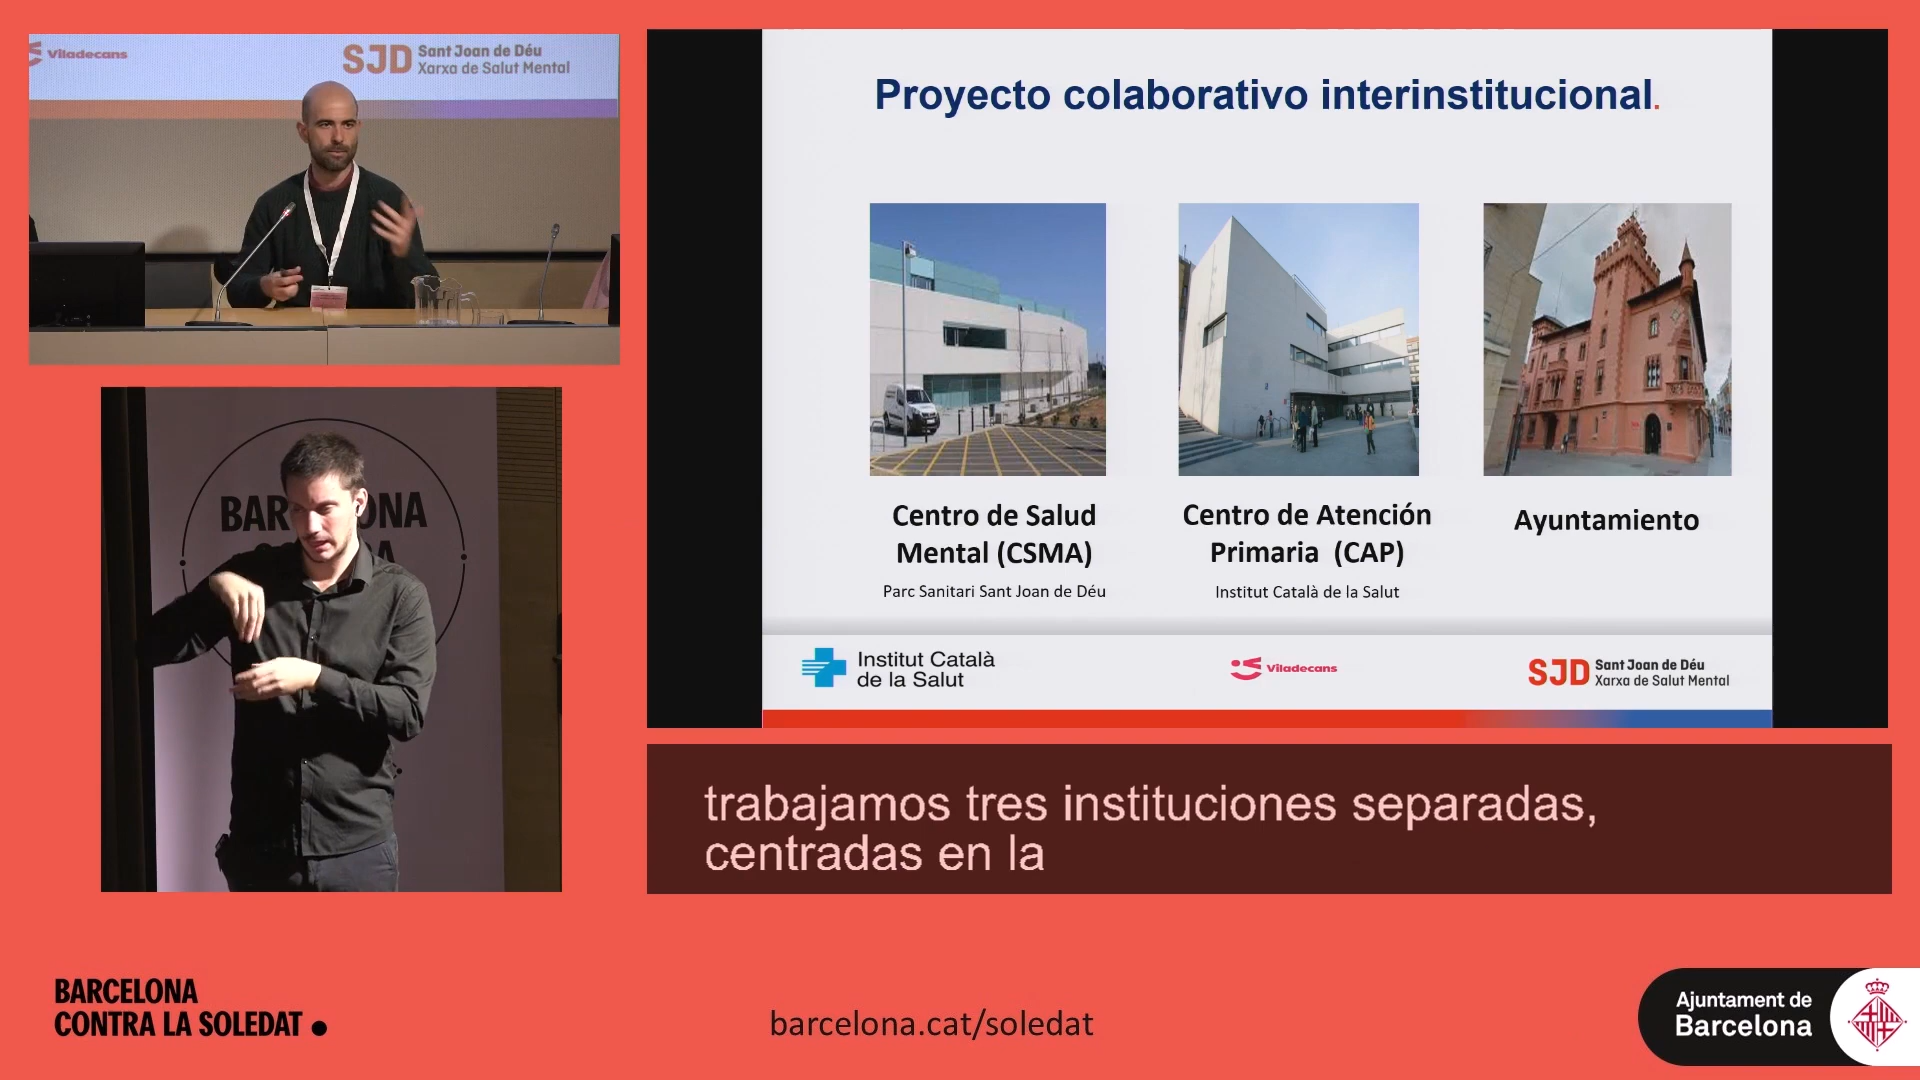 Viladecans
SJD Sant Joan de Déu
Xarxa de Salut Mental
Proyecto colaborativo interinstitucional.
Centro de Salud
Mental (CSMA)
Parc Sanitari Sant Joan de Déu
Centro de Atención
Primaria (CAP)
Institut Català de la Salut
Ayuntamiento
Institut Català
de la Salut
Viladecans
SJD Sant Joan de Déu
Xarxa de Salut Mental
trabajamos tres instituciones separadas,
centradas en la
BARCELONA
CONTRA LA SOLEDAT
barcelona.cat/soledat
Ajuntament de
Barcelona